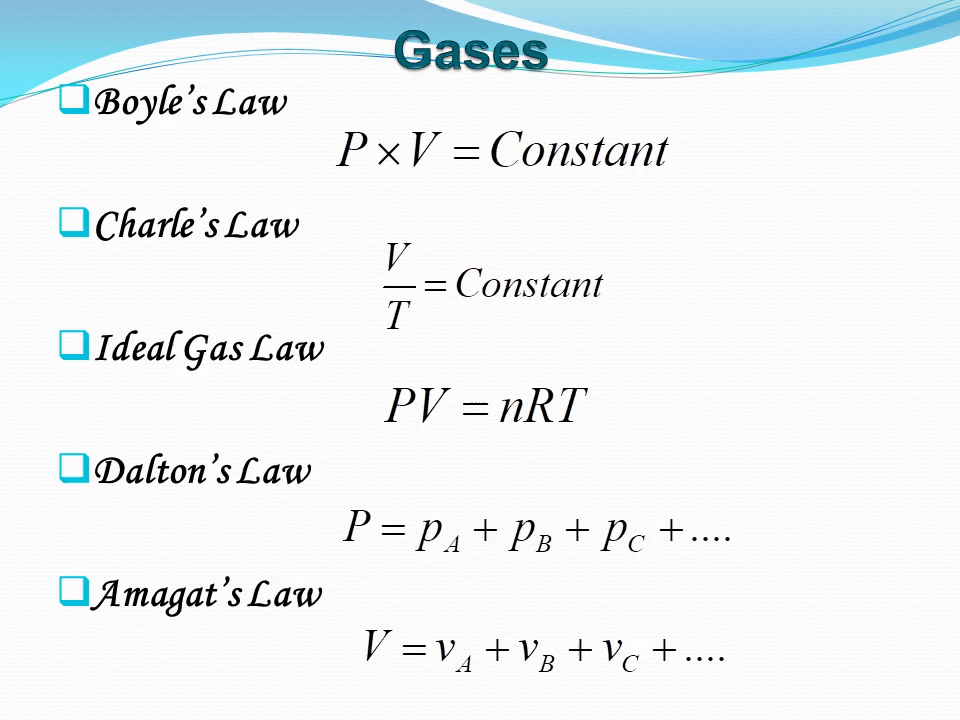 Gases
Boyle’s Law
P × V = Constant
Charle’s Law
V
T = Constant
Ideal Gas Law
PV = nRT
Dalton’s Law
P = p_A + p_B + p_C + ....
Amagat’s Law
V = v_A + v_B + v_C + ....